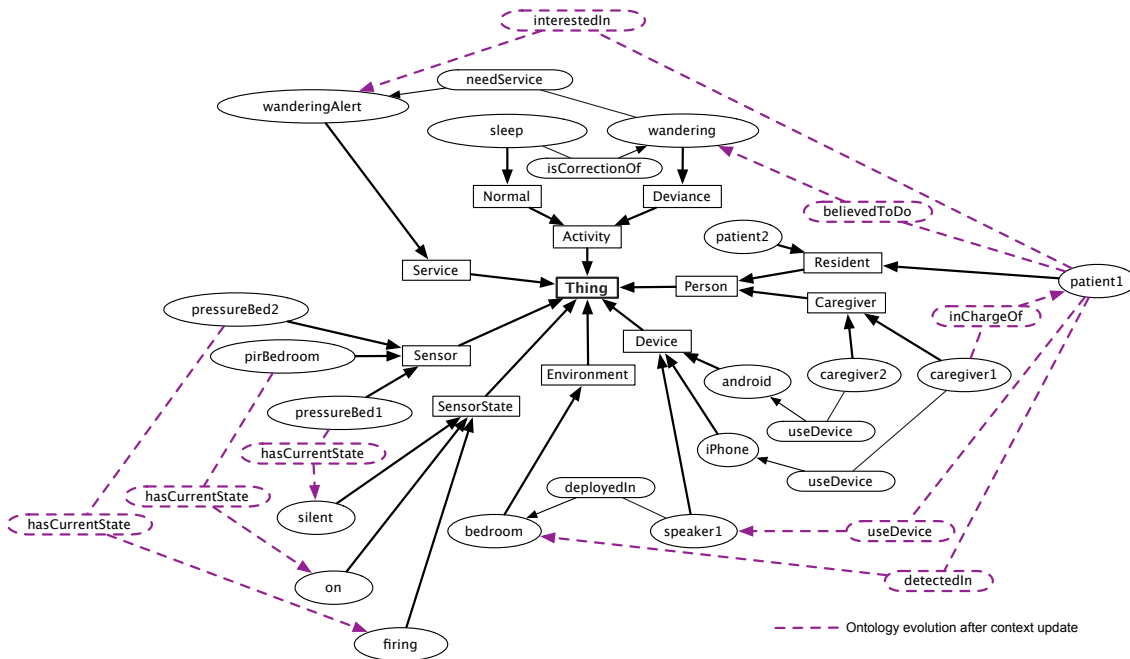 interestedIn
needService
wanderingAlert
sleep
wandering
isCorrectionOf
Normal
Deviance
believedToDo
Activity
patient2
Resident
Service
Thing
Person
patient1
Caregiver
inChargeOf
pressureBed2
Device
pirBedroom
Sensor
Environment
android
caregiver2
caregiver1
pressureBed1
SensorState
useDevice
hasCurrentState
iPhone
useDevice
deployedIn
hasCurrentState
hasCurrentState
silent
bedroom
speaker1
useDevice
on
detectedIn
firing
Ontology evolution after context update